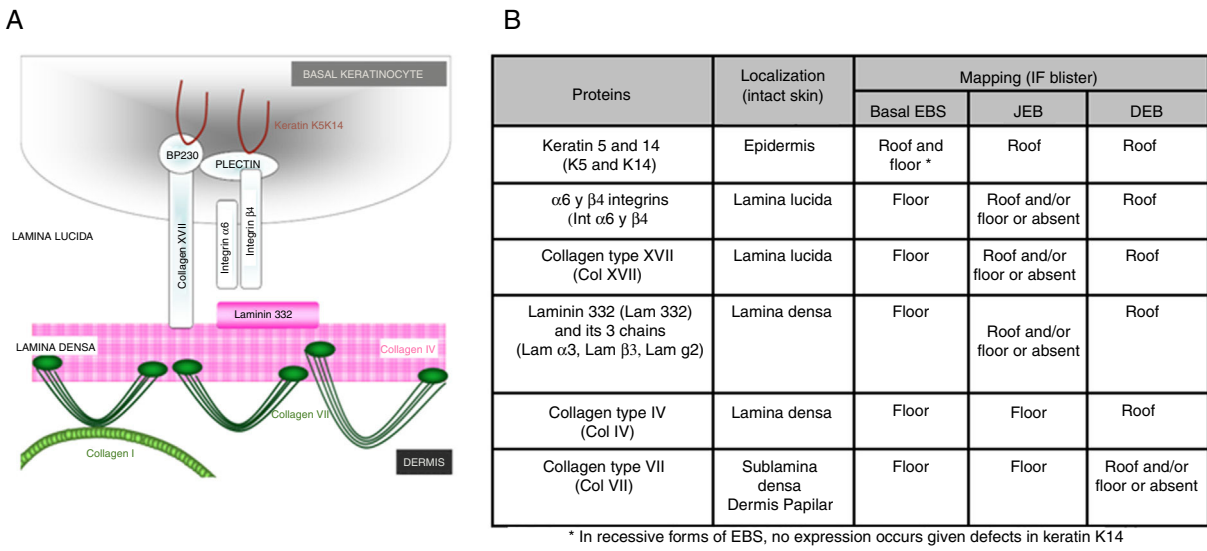 A
BASAL KERATINOCYTE
Keratin K5K14
BP230
PLECTIN
LAMINA LUCIDA
Collagen XVII
Integrin α6
Integrin β4
Laminin 332
LAMINA DENSA
Collagen IV
Collagen VII
Collagen I
DERMIS
B
Proteins
Localization
(intact skin)
Mapping (IF blister)
Basal EBS
JEB
DEB
Keratin 5 and 14
(K5 and K14)
Epidermis
Roof and
floor *
Roof
Roof
α6 y β4 integrins
(Int α6 y β4
Lamina lucida
Floor
Roof and/or
floor or absent
Roof
Collagen type XVII
(Col XVII)
Lamina lucida
Floor
Roof and/or
floor or absent
Roof
Laminin 332 (Lam 332)
and its 3 chains
(Lam α3, Lam β3, Lam g2)
Lamina densa
Floor
Roof and/or
floor or absent
Roof
Collagen type IV
(Col IV)
Lamina densa
Floor
Floor
Roof
Collagen type VII
(Col VII)
Sublamina
densa
Dermis Papilar
Floor
Floor
Roof and/or
floor or absent
* In recessive forms of EBS, no expression occurs given defects in keratin K14